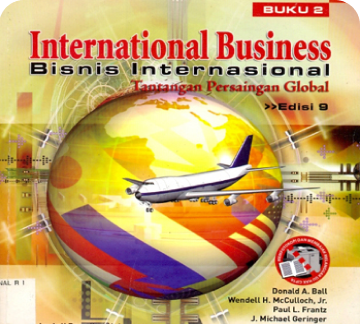 BUKU 2
International Business
Bisnis Internasional
Tantangan Persaingan Global
>>Edisi 9
NAL R I
Donald A. Ball
Wendell H. McCulloch, Jr.
Paul L. Frantz
J. Michael Geringer